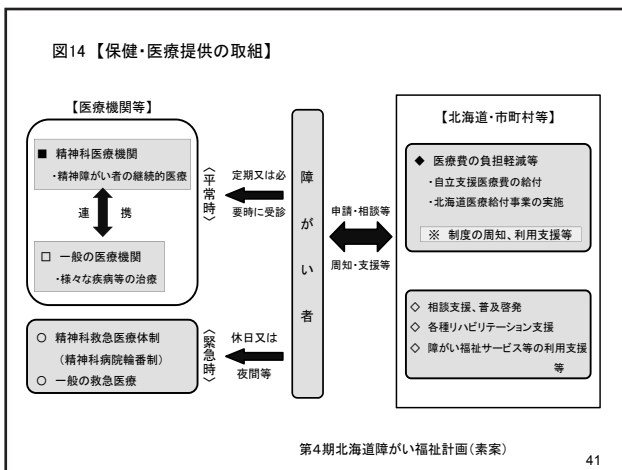 図14 【保健・医療提供の取組】
【医療機関等】
■ 精神科医療機関
・精神障がい者の継続的医療
連 携
□ 一般の医療機関
・様々な疾病等の治療
〈平常時〉
定期又は必
要時に受診
○ 精神科救急医療体制
(精神科病院輪番制)
○ 一般の救急医療
〈緊急時〉
休日又は
夜間等
障がい者
申請・相談等
周知・支援等
【北海道・市町村等】
◆ 医療費の負担軽減等
・自立支援医療費の給付
・北海道医療給付事業の実施
※ 制度の周知、利用支援等
◇ 相談支援、普及啓発
◇ 各種リハビリテーション支援
◇ 障がい福祉サービス等の利用支援
等
第4期北海道障がい福祉計画(素案)
41